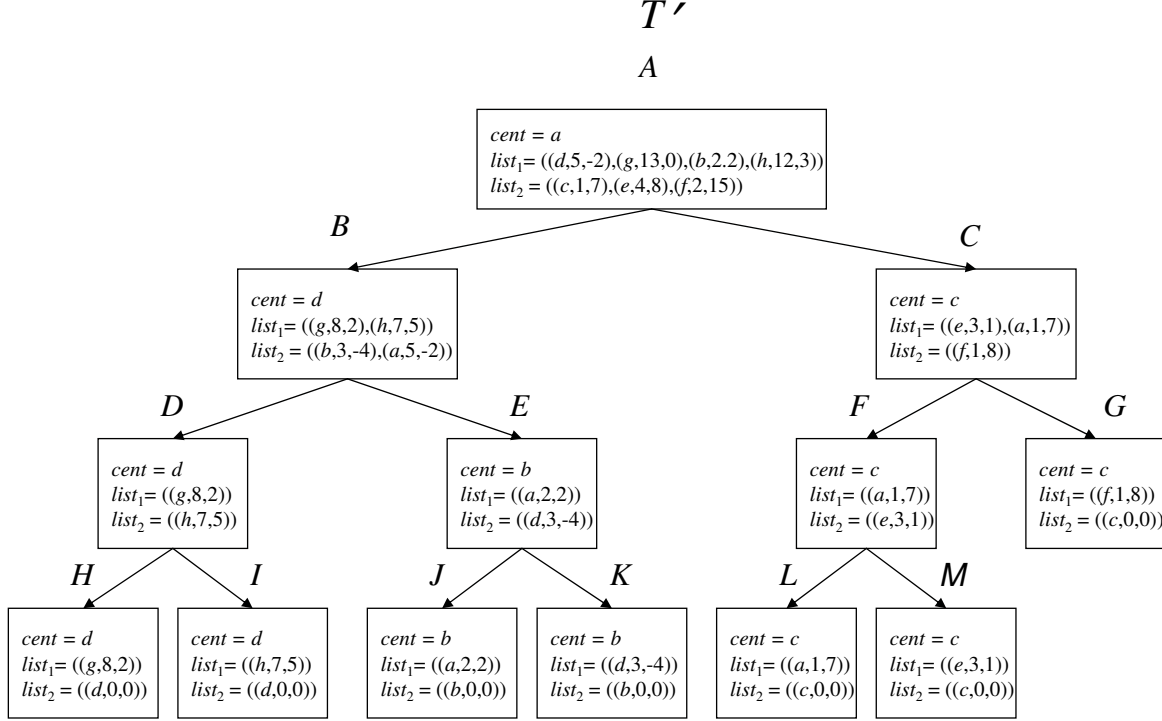 T′
A
cent = a
list1= ((d,5,-2),(g,13,0),(b,2.2),(h,12,3))
list2 = ((c,1,7),(e,4,8),(f,2,15))
B
C
cent = d
list1= ((g,8,2),(h,7,5))
list2 = ((b,3,-4),(a,5,-2))
cent = c
list1= ((e,3,1),(a,1,7))
list2 = ((f,1,8))
D
E
F
G
cent = d
list1= ((g,8,2))
list2 = ((h,7,5))
cent = b
list1= ((a,2,2))
list2 = ((d,3,-4))
cent = c
list1= ((a,1,7))
list2 = ((e,3,1))
cent = c
list1= ((f,1,8))
list2 = ((c,0,0))
H
I
J
K
L
M
cent = d
list1= ((g,8,2))
list2 = ((d,0,0))
cent = d
list1= ((h,7,5))
list2 = ((d,0,0))
cent = b
list1= ((a,2,2))
list2 = ((b,0,0))
cent = b
list1= ((d,3,-4))
list2 = ((b,0,0))
cent = c
list1= ((a,1,7))
list2 = ((c,0,0))
cent = c
list1= ((e,3,1))
list2 = ((c,0,0))